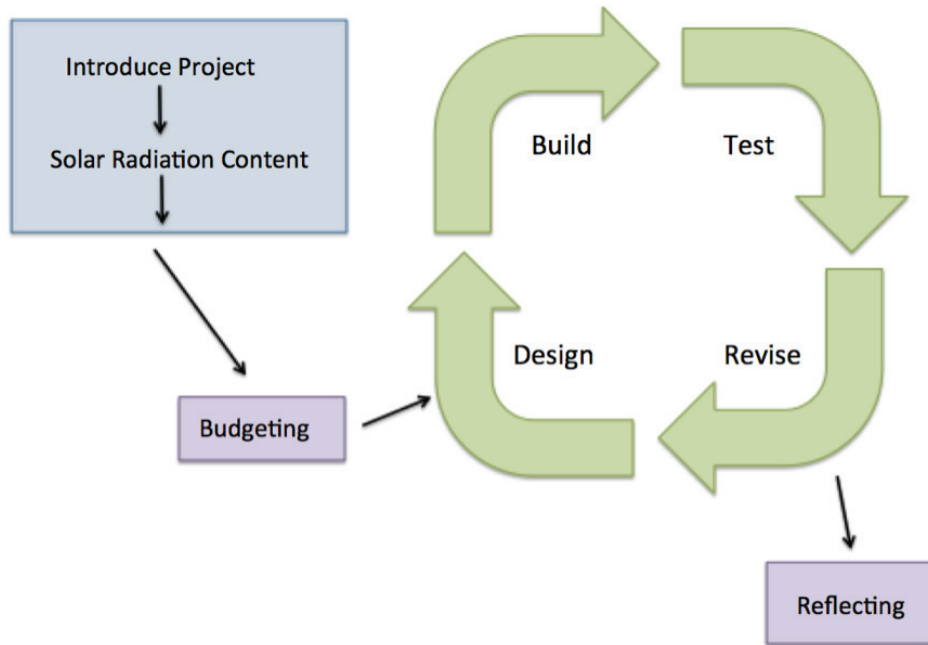 Introduce Project
Solar Radiation Content
Build
Test
Design
Revise
Budgeting
Reflecting